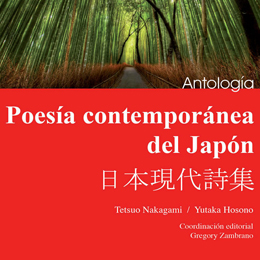 Antología
Poesía contemporánea
del Japón
日本現代詩集
Tetsuo Nakagami / Yutaka Hosono
Coordinación editorial
Gregory Zambrano